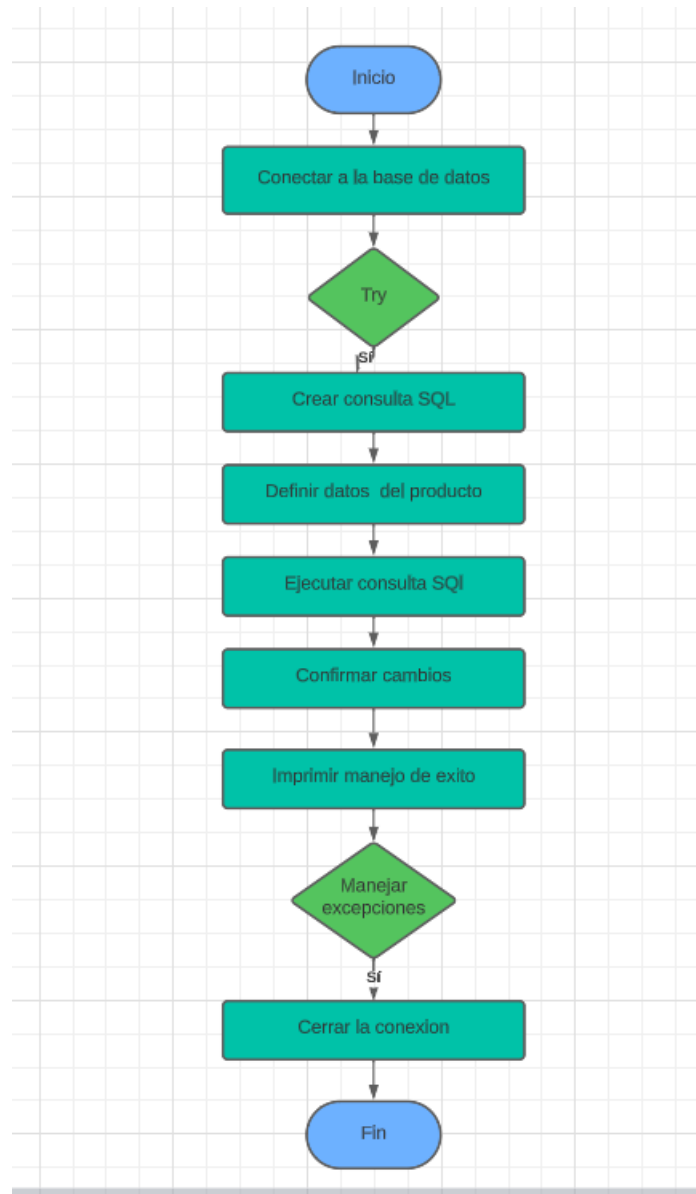 Inicio
Conectar a la base de datos
Try
Sí
Crear consulta SQL
Definir datos del producto
Ejecutar consulta SQl
Confirmar cambios
Imprimir manejo de exito
Manejar
excepciones
Sí
Cerrar la conexion
Fin